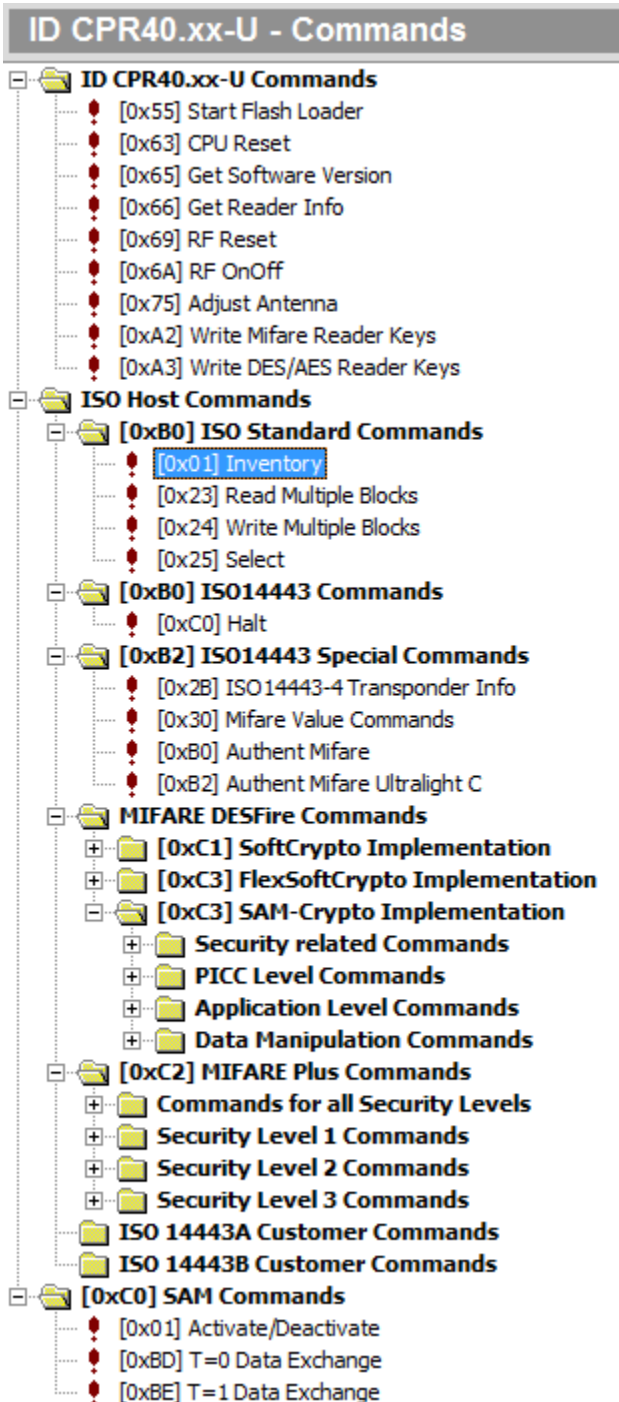 ID CPR40.xx-U - Commands
ID CPR40.xx-U Commands
[0x55] Start Flash Loader
[0x63] CPU Reset
[0x65] Get Software Version
[0x66] Get Reader Info
[0x69] RF Reset
[0x6A] RF OnOff
[0x75] Adjust Antenna
[0xA2] Write Mifare Reader Keys
[0xA3] Write DES/AES Reader Keys
ISO Host Commands
[0xB0] ISO Standard Commands
[0x01] Inventory
[0x23] Read Multiple Blocks
[0x24] Write Multiple Blocks
[0x25] Select
[0xB0] ISO14443 Commands
[0xC0] Halt
[0xB2] ISO14443 Special Commands
[0x2B] ISO14443-4 Transponder Info
[0x30] Mifare Value Commands
[0xB0] Authent Mifare
[0xB2] Authent Mifare Ultralight C
MIFARE DESFire Commands
[0xC1] SoftCrypto Implementation
[0xC3] FlexSoftCrypto Implementation
[0xC3] SAM-Crypto Implementation
Security related Commands
PICC Level Commands
Application Level Commands
Data Manipulation Commands
[0xC2] MIFARE Plus Commands
Commands for all Security Levels
Security Level 1 Commands
Security Level 2 Commands
Security Level 3 Commands
ISO 14443A Customer Commands
ISO 14443B Customer Commands
[0xC0] SAM Commands
[0x01] Activate/Deactivate
[0xBD] T=0 Data Exchange
[0xBE] T=1 Data Exchange